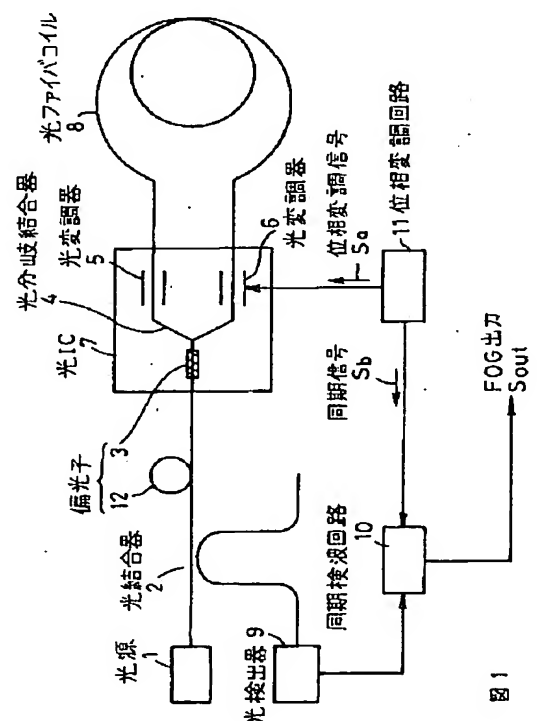 光源
1
光結合器
2
偏光子
12
3
光IC
7
光分岐結合器
4
光変調器
5
光ファイバコイル
8
光変調器
6
位相変調信号
Sa
11 位相変調回路
同期信号
Sb
光検出器 9
同期検波回路
10
FOG出力
Sout
図1